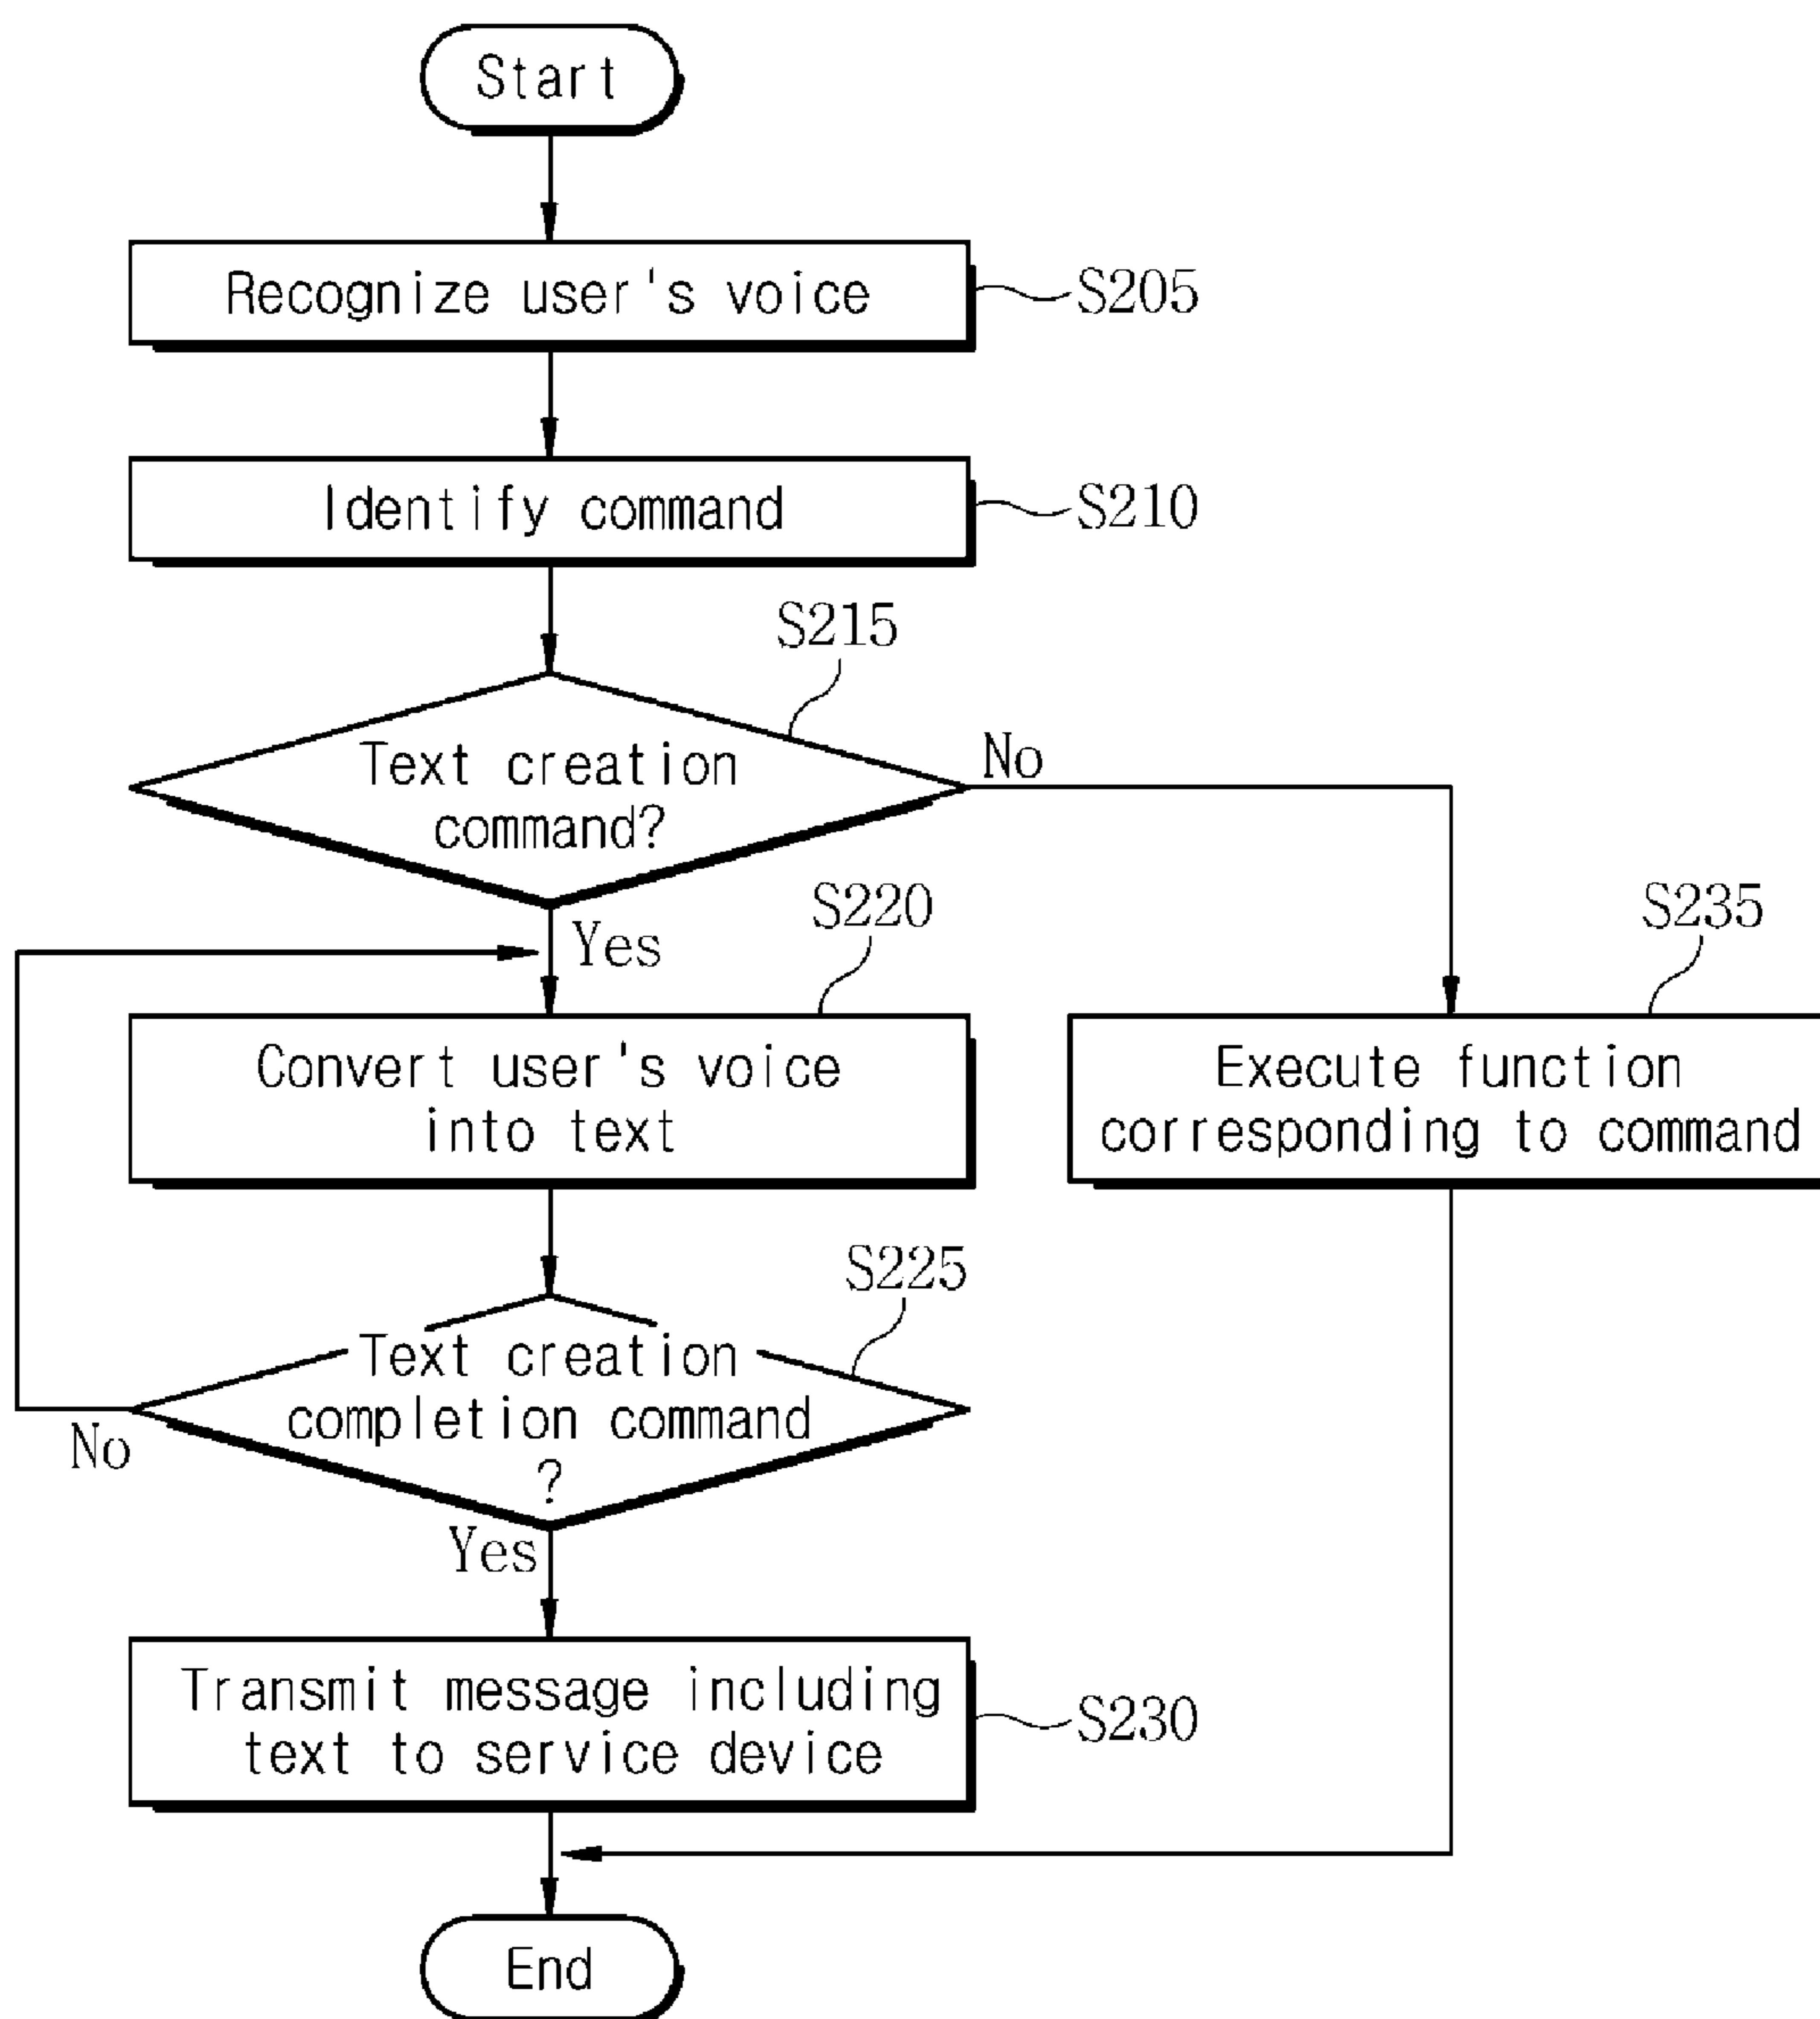 Start
Recognize user's voice
S205
Identify command
S210
S215
Text creation
command?
No
Yes
S220
S235
Convert user's voice
into text
Execute function
corresponding to command
S225
Text creation
completion command
?
No
Yes
Transmit message including
text to service device
S230
End